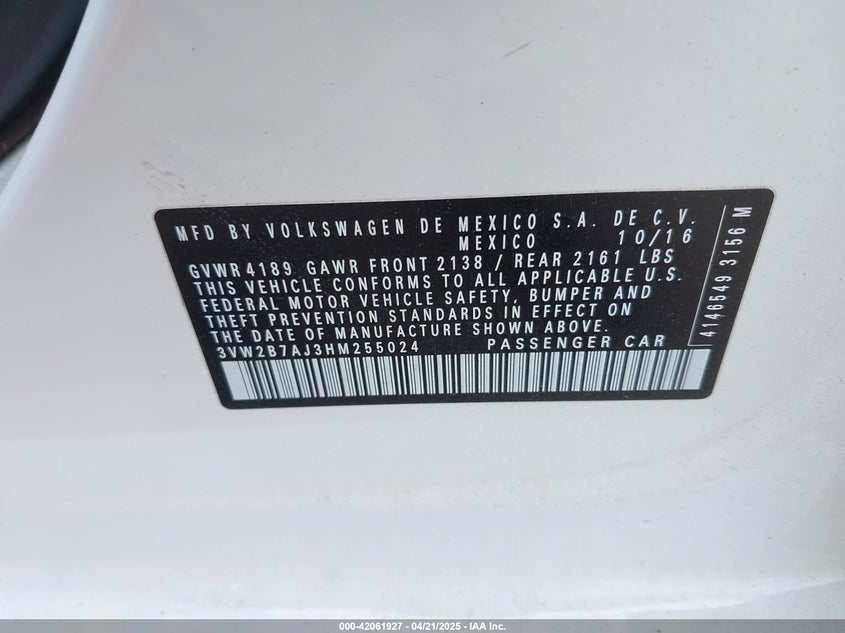 MFD BY VOLKSWAGEN DE MEXICO S.A. DE C.V.
MEXICO 10/16
GVWR4189 GAWR FRONT 2138 / REAR 2161 LBS
THIS VEHICLE CONFORMS TO ALL APPLICABLE U.S.
FEDERAL MOTOR VEHICLE SAFETY, BUMPER AND
THEFT PREVENTION STANDARDS IN EFFECT ON
THE DATE OF MANUFACTURE SHOWN ABOVE.
3VW2B7AJ3HM255024 PASSENGER CAR
4146549 3156 M
000-42061927 - 04/21/2025 - IAA Inc.